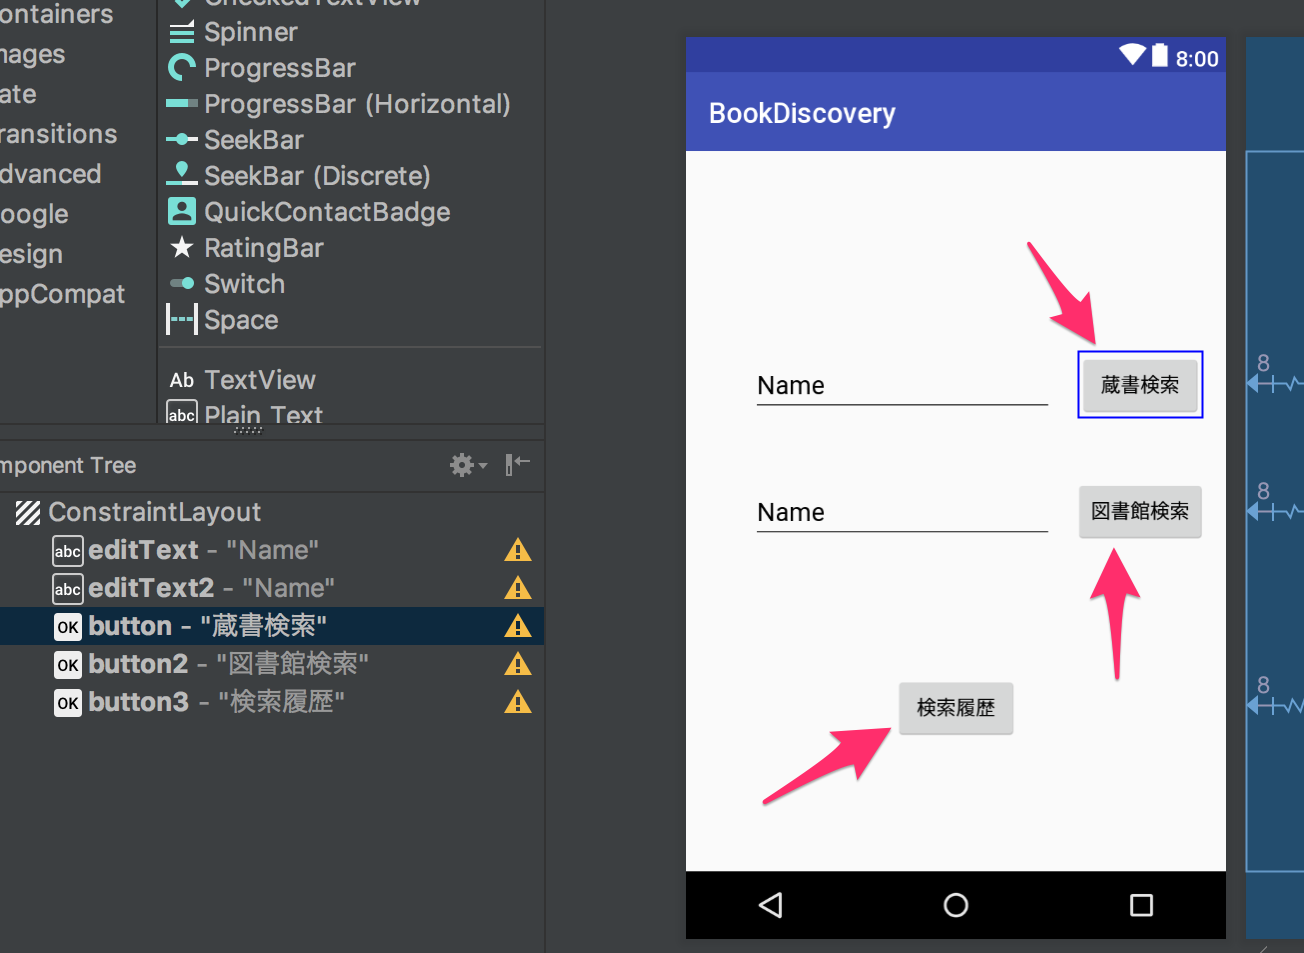 ontainers
mages
ate
ransitions
dvanced
oogle
esign
ppCompat
CheckedTextView
Spinner
ProgressBar
ProgressBar (Horizontal)
SeekBar
SeekBar (Discrete)
QuickContactBadge
RatingBar
Switch
Space
Ab TextView
abc Plain Text
mponent Tree
ConstraintLayout
abc editText - "Name"
abc editText2 - "Name"
OK button - "蔵書検索"
OK button2 - "図書館検索"
OK button3 - "検索履歴"
8:00
BookDiscovery
Name 蔵書検索
Name 図書館検索
検索履歴
8
8
8